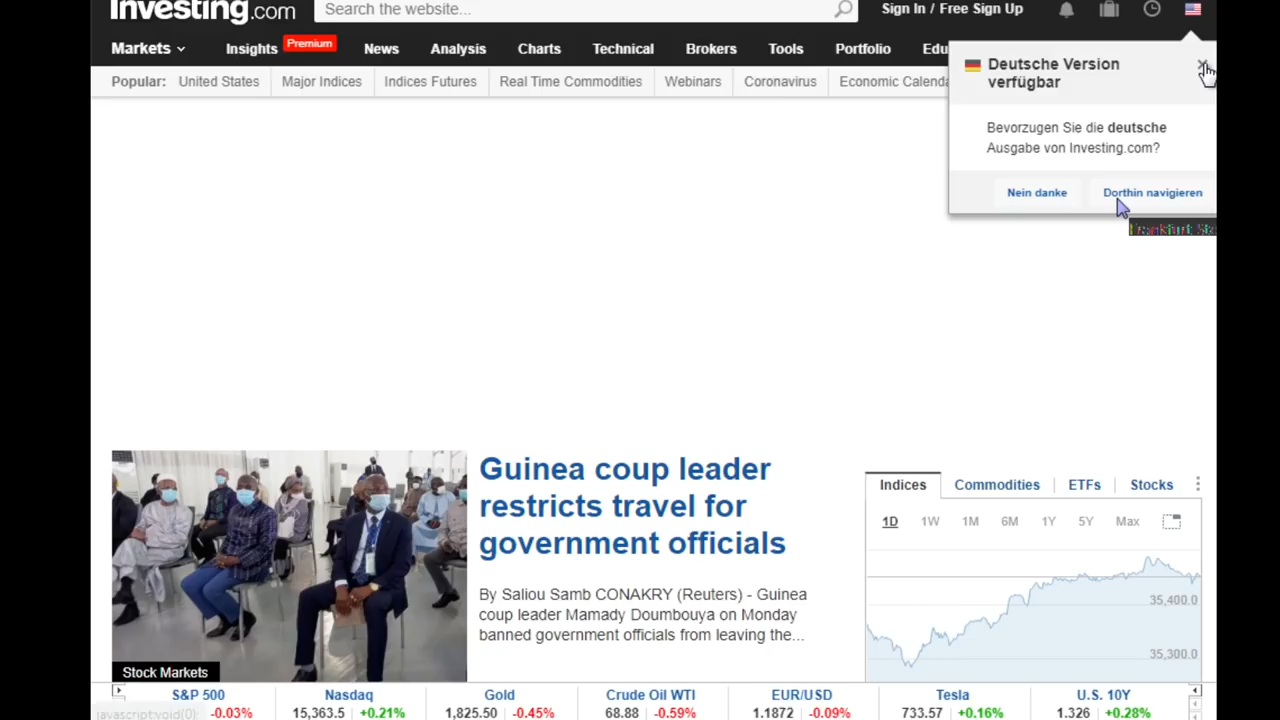 Investing.com
Search the website...
Sign In / Free Sign Up
Markets
Insights
Premium
News
Analysis
Charts
Technical
Brokers
Tools
Portfolio
Edu
Popular:
United States
Major Indices
Indices Futures
Real Time Commodities
Webinars
Coronavirus
Economic Calenda
Deutsche Version
verfügbar
Bevorzugen Sie die deutsche
Ausgabe von Investing.com?
Nein danke
Dorthin navigieren
Guinea coup leader
restricts travel for
government officials
By Saliou Samb CONAKRY (Reuters) - Guinea
coup leader Mamady Doumbouya on Monday
banned government officials from leaving the...
Stock Markets
Indices
Commodities
ETFs
Stocks
1D
1W
1M
6M
1Y
5Y
Max
35,400.0
35,300.0
S&P 500
-0.03%
Nasdaq
15,363.5
+0.21%
Gold
1,825.50
-0.45%
Crude Oil WTI
68.88
-0.59%
EUR/USD
1.1872
-0.09%
Tesla
733.57
+0.16%
U.S. 10Y
1.326
+0.28%
javascript:void(0);